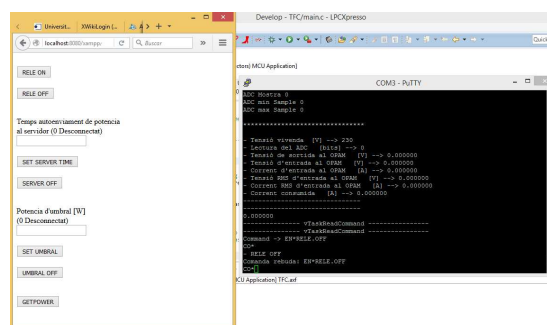 Universit...
XWikiLogin [...
localhost:8080/xampp/
Buscar
RELE ON
RELE OFF
Temps autoenviament de potencia
al servidor (0 Desconnectat)
SET SERVER TIME
SERVER OFF
Potencia d'umbral [W]
(0 Desconnectat)
SET UMBRAL
UMBRAL OFF
GETPOWER
Develop - TFC/main.c - LPCXpresso
Quick
MCU Application]
COM3 - PuTTY
ADC Mostra 0
ADC min Sample 0
ADC max Sample 0
*******************************
- Tensió vivenda [V] --> 230
- Lectura del ADC [bits] --> 0
- Tensió de sortida al OPAM [V] --> 0.000000
- Tensió d'entrada al OPAM [V] --> 0.000000
- Corrent d'entrada al OPAM [A] --> 0.000000
- Tensió RMS d'entrada al OPAM [V] --> 0.000000
- Corrent RMS d'entrada al OPAM [A] --> 0.000000
- Corrent consumida [A] --> 0.000000
-------------------------------
-------------------------------
0.000000
--------------- vTaskReadCommand ----------------
--------------- vTaskReadCommand ----------------
Command -> EN*RELE.OFF
CO*
- RELE OFF
Comanda rebuda: EN*RELE.OFF
CO*
MCU Application] TFC.axf